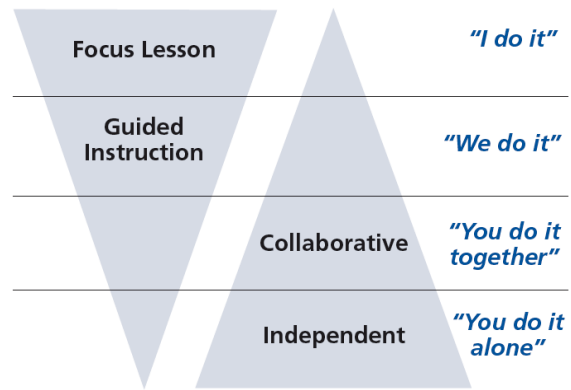 Focus Lesson
“I do it”
Guided
Instruction
“We do it”
Collaborative
“You do it
together”
Independent
“You do it
alone”